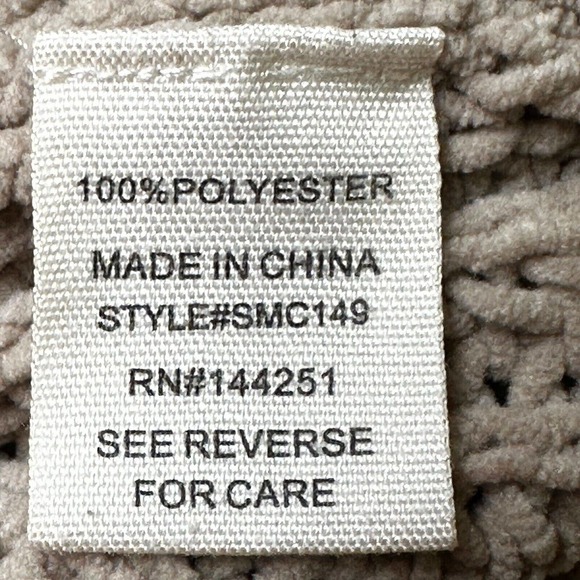 100%POLYESTER
MADE IN CHINA
STYLE#SMC149
RN#144251
SEE REVERSE
FOR CARE